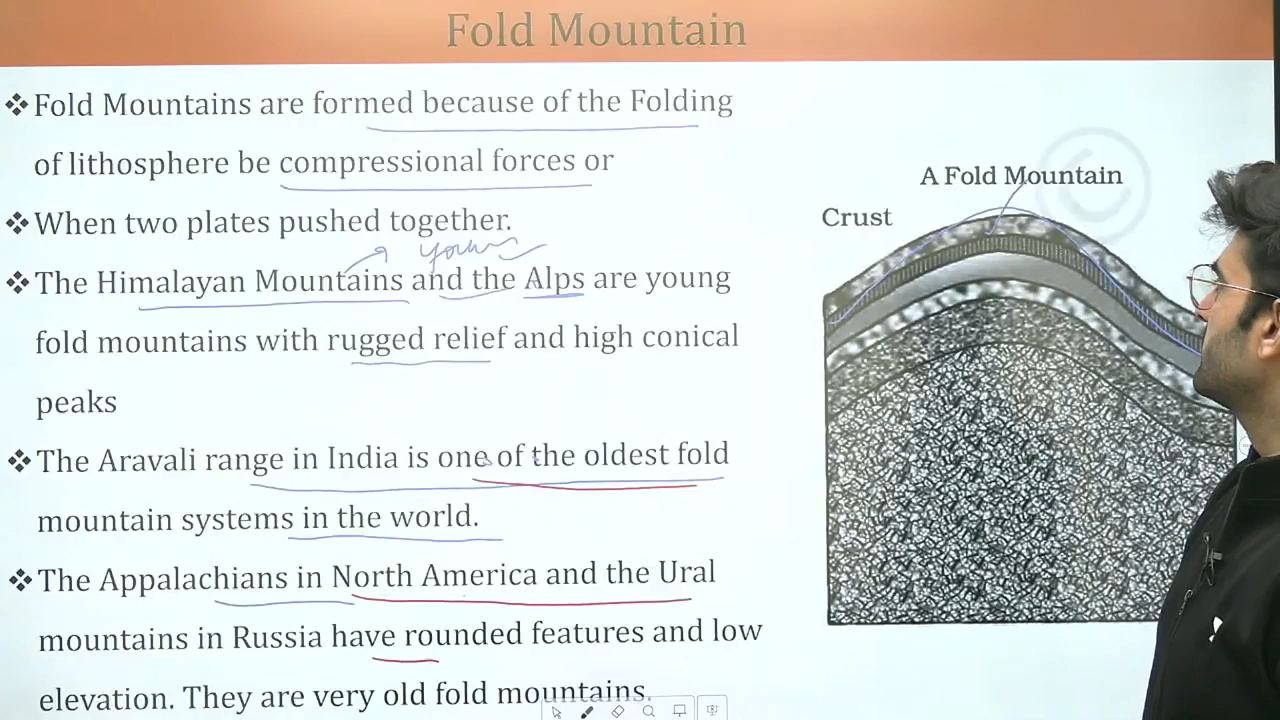 Fold Mountain
❖ Fold Mountains are formed because of the Folding
of lithosphere be compressional forces or
❖ When two plates pushed together.
❖ The Himalayan Mountains and the Alps are young
fold mountains with rugged relief and high conical
peaks
❖ The Aravali range in India is one of the oldest fold
mountain systems in the world.
❖ The Appalachians in North America and the Ural
mountains in Russia have rounded features and low
elevation. They are very old fold mountains.
A Fold Mountain
Crust